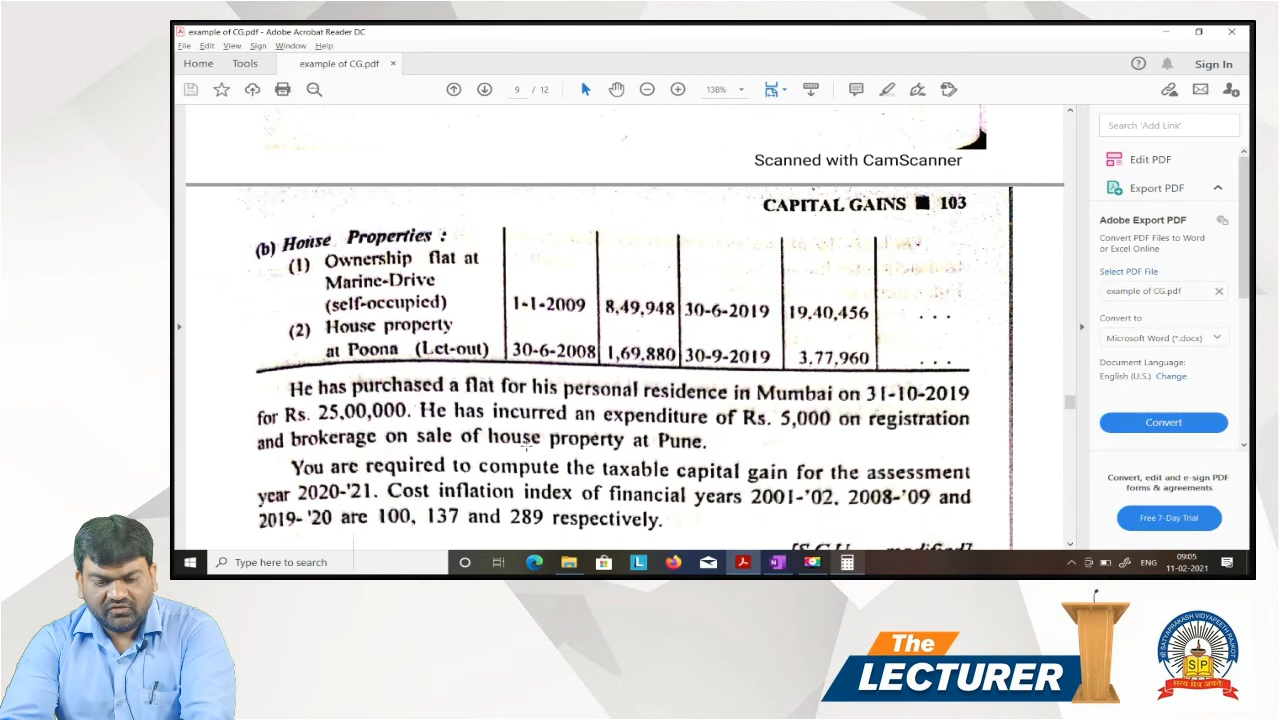 example of CG.pdf - Adobe Acrobat Reader DC
File Edit View Sign Window Help
Home Tools example of CG.pdf × Sign In
9 / 12 138%
Scanned with CamScanner
CAPITAL GAINS ■ 103
(b) House Properties :
(1) Ownership flat at
Marine-Drive
(self-occupied) 1-1-2009 8,49,948 30-6-2019 19,40,456 . . .
(2) House property
at Poona (Let-out) 30-6-2008 1,69,880 30-9-2019 3,77,960 . . .
He has purchased a flat for his personal residence in Mumbai on 31-10-2019
for Rs. 25,00,000. He has incurred an expenditure of Rs. 5,000 on registration
and brokerage on sale of house property at Pune.
You are required to compute the taxable capital gain for the assessment
year 2020-'21. Cost inflation index of financial years 2001-'02, 2008-'09 and
2019-'20 are 100, 137 and 289 respectively.
modified]
Search 'Add Link'
Edit PDF
Export PDF
Adobe Export PDF
Convert PDF Files to Word
or Excel Online
Select PDF File
example of CG.pdf ×
Convert to
Microsoft Word (*.docx)
Document Language:
English (U.S.) Change
Convert
Convert, edit and e-sign PDF
forms & agreements
Free 7-Day Trial
Type here to search
ENG
09:05
11-02-2021
The
LECTURER
SP
सत्यमेव जयते